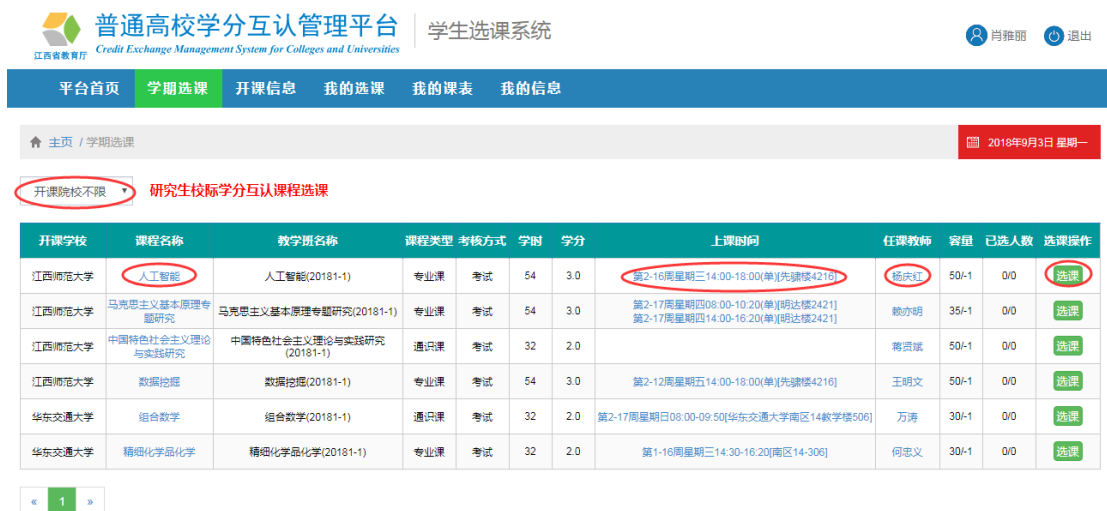 普通高校学分互认管理平台
学生选课系统
江西省教育厅
Credit Exchange Management System for Colleges and Universities
肖雅丽
退出
平台首页 学期选课 开课信息 我的选课 我的课表 我的信息
主页 / 学期选课
2018年9月3日 星期一
开课院校不限
研究生校际学分互认课程选课
开课学校 课程名称 教学班名称 课程类型 考核方式 学时 学分 上课时间 任课教师 容量 已选人数 选课操作
江西师范大学 人工智能 人工智能(20181-1) 专业课 考试 54 3.0 第2-16周星期三14:00-18:00(单)[先骕楼4216] 杨庆红 50/-1 0/0 选课
江西师范大学 马克思主义基本原理专题研究 马克思主义基本原理专题研究(20181-1) 专业课 考试 54 3.0 第2-17周星期四08:00-10:20(单)[明达楼2421]
第2-17周星期四14:00-16:20(单)[明达楼2421] 赖亦明 35/-1 0/0 选课
江西师范大学 中国特色社会主义理论与实践研究 中国特色社会主义理论与实践研究(20181-1) 通识课 考试 32 2.0 蒋贤斌 50/-1 0/0 选课
江西师范大学 数据挖掘 数据挖掘(20181-1) 专业课 考试 54 3.0 第2-12周星期五14:00-18:00(单)[先骕楼4216] 王明文 50/-1 0/0 选课
华东交通大学 组合数学 组合数学(20181-1) 通识课 考试 32 2.0 第2-17周星期日08:00-09:50[华东交通大学南区14教学楼506] 万涛 30/-1 0/0 选课
华东交通大学 精细化学品化学 精细化学品化学(20181-1) 专业课 考试 32 2.0 第1-16周星期三14:30-16:20[南区14-306] 何忠义 30/-1 0/0 选课
« 1 »